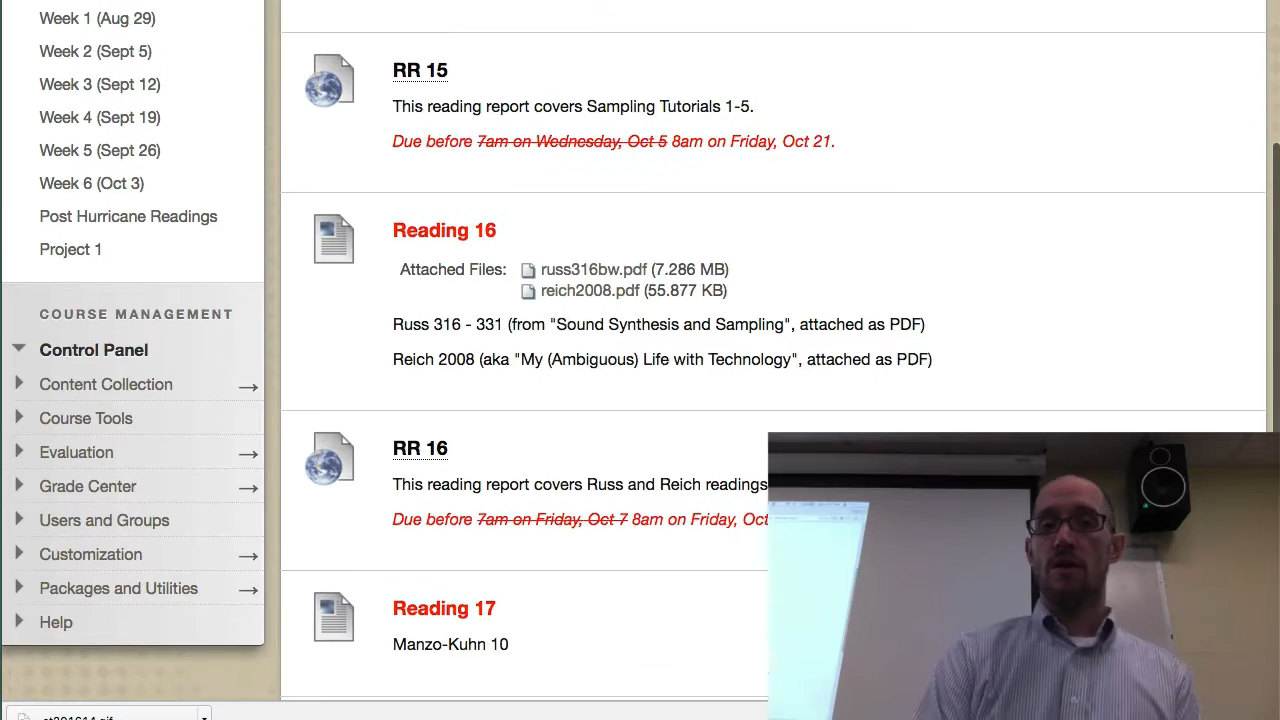 Week 1 (Aug 29)
Week 2 (Sept 5)
Week 3 (Sept 12)
Week 4 (Sept 19)
Week 5 (Sept 26)
Week 6 (Oct 3)
Post Hurricane Readings
Project 1
COURSE MANAGEMENT
Control Panel
Content Collection
Course Tools
Evaluation
Grade Center
Users and Groups
Customization
Packages and Utilities
Help
RR 15
This reading report covers Sampling Tutorials 1-5.
Due before 7am on Wednesday, Oct 5 8am on Friday, Oct 21.
Reading 16
Attached Files: russ316bw.pdf (7.286 MB)
reich2008.pdf (55.877 KB)
Russ 316 - 331 (from "Sound Synthesis and Sampling", attached as PDF)
Reich 2008 (aka "My (Ambiguous) Life with Technology", attached as PDF)
RR 16
This reading report covers Russ and Reich readings
Due before 7am on Friday, Oct 7 8am on Friday, Oct
Reading 17
Manzo-Kuhn 10